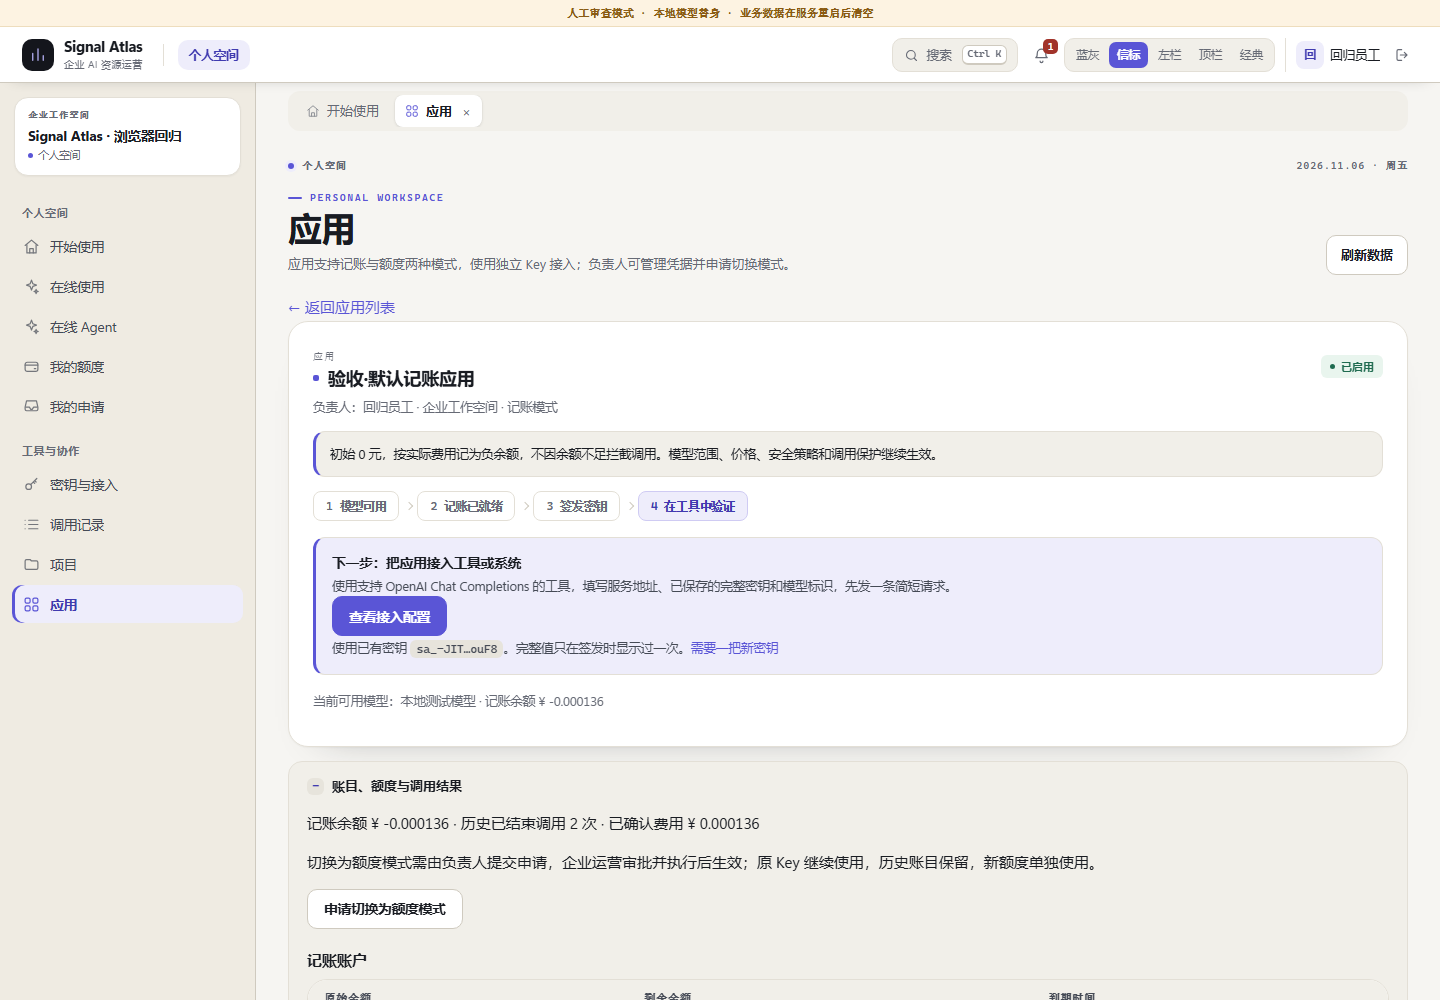 人工审查模式 · 本地模型替身 · 业务数据在服务重启后清空
Signal Atlas
企业 AI 资源运营
个人空间
搜索 Ctrl K
1
蓝灰 信标 左栏 顶栏 经典
回 回归员工
企业工作空间
Signal Atlas · 浏览器回归
个人空间
个人空间
开始使用
在线使用
在线 Agent
我的额度
我的申请
工具与协作
密钥与接入
调用记录
项目
应用
开始使用 应用 ×
个人空间
2026.11.06 · 周五
PERSONAL WORKSPACE
应用
应用支持记账与额度两种模式，使用独立 Key 接入；负责人可管理凭据并申请切换模式。
刷新数据
← 返回应用列表
应用
验收·默认记账应用
已启用
负责人：回归员工 · 企业工作空间 · 记账模式
初始 0 元，按实际费用记为负余额，不因余额不足拦截调用。模型范围、价格、安全策略和调用保护继续生效。
1 模型可用 › 2 记账已就绪 › 3 签发密钥 › 4 在工具中验证
下一步：把应用接入工具或系统
使用支持 OpenAI Chat Completions 的工具，填写服务地址、已保存的完整密钥和模型标识，先发一条简短请求。
查看接入配置
使用已有密钥 sa_-JIT…ouF8 。完整值只在签发时显示过一次。需要一把新密钥
当前可用模型：本地测试模型 · 记账余额 ¥ -0.000136
− 账目、额度与调用结果
记账余额 ¥ -0.000136 · 历史已结束调用 2 次 · 已确认费用 ¥ 0.000136
切换为额度模式需由负责人提交申请，企业运营审批并执行后生效；原 Key 继续使用，历史账目保留，新额度单独使用。
申请切换为额度模式
记账账户
原始金额 剩余金额 到期时间